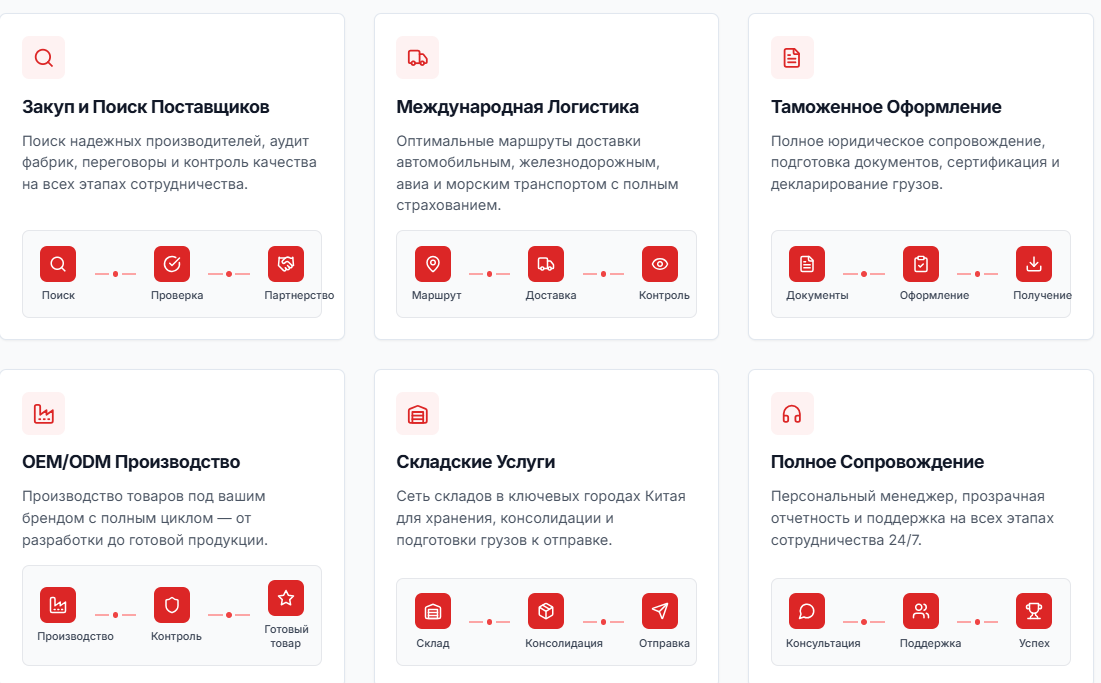 Закуп и Поиск Поставщиков
Поиск надежных производителей, аудит
фабрик, переговоры и контроль качества
на всех этапах сотрудничества.
Поиск
Проверка
Партнерство
Международная Логистика
Оптимальные маршруты доставки
автомобильным, железнодорожным,
авиа и морским транспортом с полным
страхованием.
Маршрут
Доставка
Контроль
Таможенное Оформление
Полное юридическое сопровождение,
подготовка документов, сертификация и
декларирование грузов.
Документы
Оформление
Получение
OEM/ODM Производство
Производство товаров под вашим
брендом с полным циклом — от
разработки до готовой продукции.
Производство
Контроль
Готовый
товар
Складские Услуги
Сеть складов в ключевых городах Китая
для хранения, консолидации и
подготовки грузов к отправке.
Склад
Консолидация
Отправка
Полное Сопровождение
Персональный менеджер, прозрачная
отчетность и поддержка на всех этапах
сотрудничества 24/7.
Консультация
Поддержка
Успех